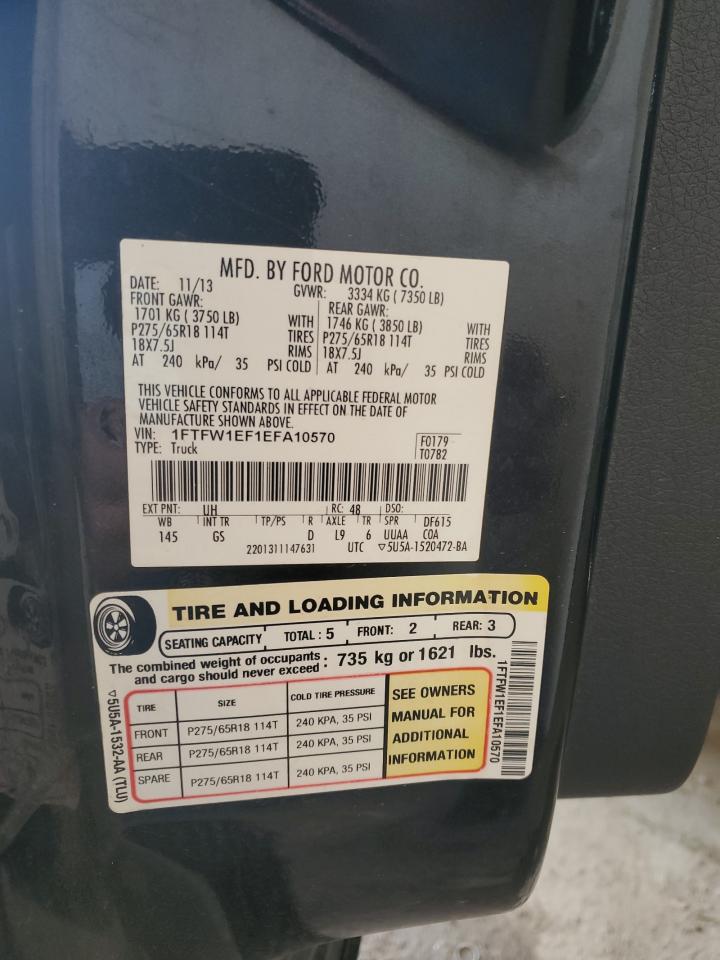 MFD. BY FORD MOTOR CO.
DATE: 11/13 GVWR: 3334 KG ( 7350 LB)
FRONT GAWR: REAR GAWR:
1701 KG ( 3750 LB) WITH 1746 KG ( 3850 LB) WITH
P275/65R18 114T TIRES P275/65R18 114T TIRES
18X7.5J RIMS 18X7.5J RIMS
AT 240 kPa/ 35 PSI COLD AT 240 kPa/ 35 PSI COLD
THIS VEHICLE CONFORMS TO ALL APPLICABLE FEDERAL MOTOR
VEHICLE SAFETY STANDARDS IN EFFECT ON THE DATE OF
MANUFACTURE SHOWN ABOVE.
VIN: 1FTFW1EF1EFA10570 F0179
TYPE: Truck T0782
EXT PNT: UH RC: 48 DSO:
WB INT TR TP/PS R AXLE TR SPR DF615
145 GS D L9 6 UUAA COA
2201311147631 UTC ▽5U5A-1520472-BA
TIRE AND LOADING INFORMATION
SEATING CAPACITY TOTAL : 5 FRONT: 2 REAR: 3
The combined weight of occupants and cargo should never exceed : 735 kg or 1621 lbs.
TIRE SIZE COLD TIRE PRESSURE
FRONT P275/65R18 114T 240 KPA, 35 PSI
REAR P275/65R18 114T 240 KPA, 35 PSI
SPARE P275/65R18 114T 240 KPA, 35 PSI
SEE OWNERS
MANUAL FOR
ADDITIONAL
INFORMATION
▽5U5A-1532-AA (TLU)
1FTFW1EF1EFA10570